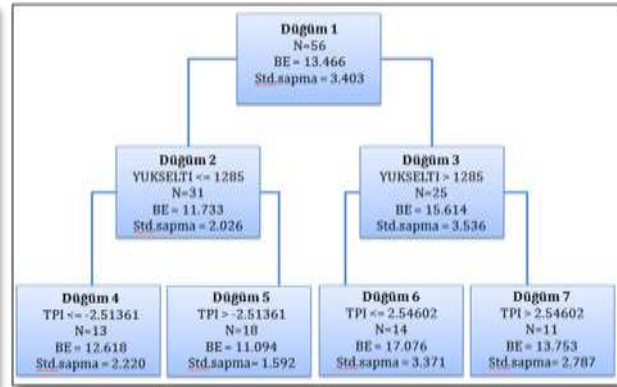 Düğüm 1
N=56
BE = 13.466
Std.sapma = 3.403
Düğüm 2
YUKSELTI <= 1285
N=31
BE = 11.733
Std.sapma = 2.026
Düğüm 3
YUKSELTI > 1285
N=25
BE = 15.614
Std.sapma = 3.536
Düğüm 4
TPI <= -2.51361
N=13
BE = 12.618
Std.sapma = 2.220
Düğüm 5
TPI > -2.51361
N=18
BE = 11.094
Std.sapma= 1.592
Düğüm 6
TPI <= 2.54602
N=14
BE = 17.076
Std.sapma = 3.371
Düğüm 7
TPI > 2.54602
N=11
BE = 13.753
Std.sapma = 2.787